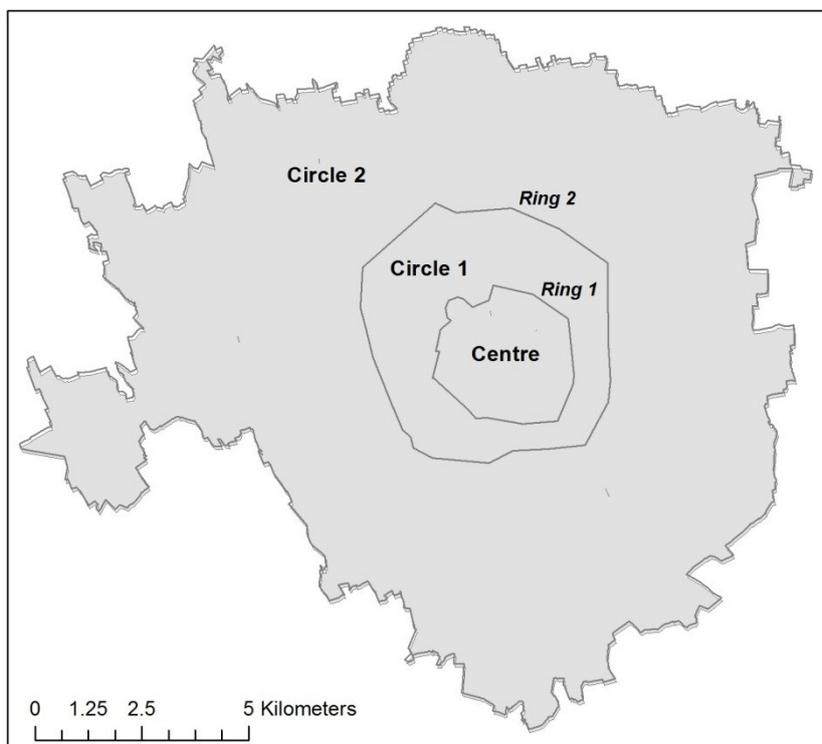 Circle 2
Ring 2
Circle 1
Ring 1
Centre
0 1.25 2.5 5 Kilometers